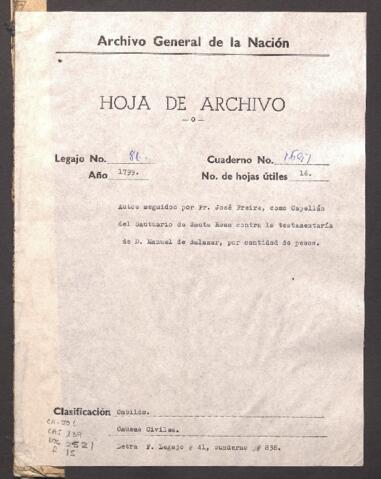 Archivo General de la Nación
HOJA DE ARCHIVO
—o—
Legajo No. 81. Cuaderno No.
Año 1799. No. de hojas útiles 16.
Autos seguidos por Fr. José Freire, como Capellán
del Santuario de Santa Rosa contra la testamentaría
de D. Manuel de Salazar, por cantidad de pesos.
Clasificación Cabildo.
Causas Civiles.
Letra F. Legajo # 41, cuaderno # 838.
2521
15